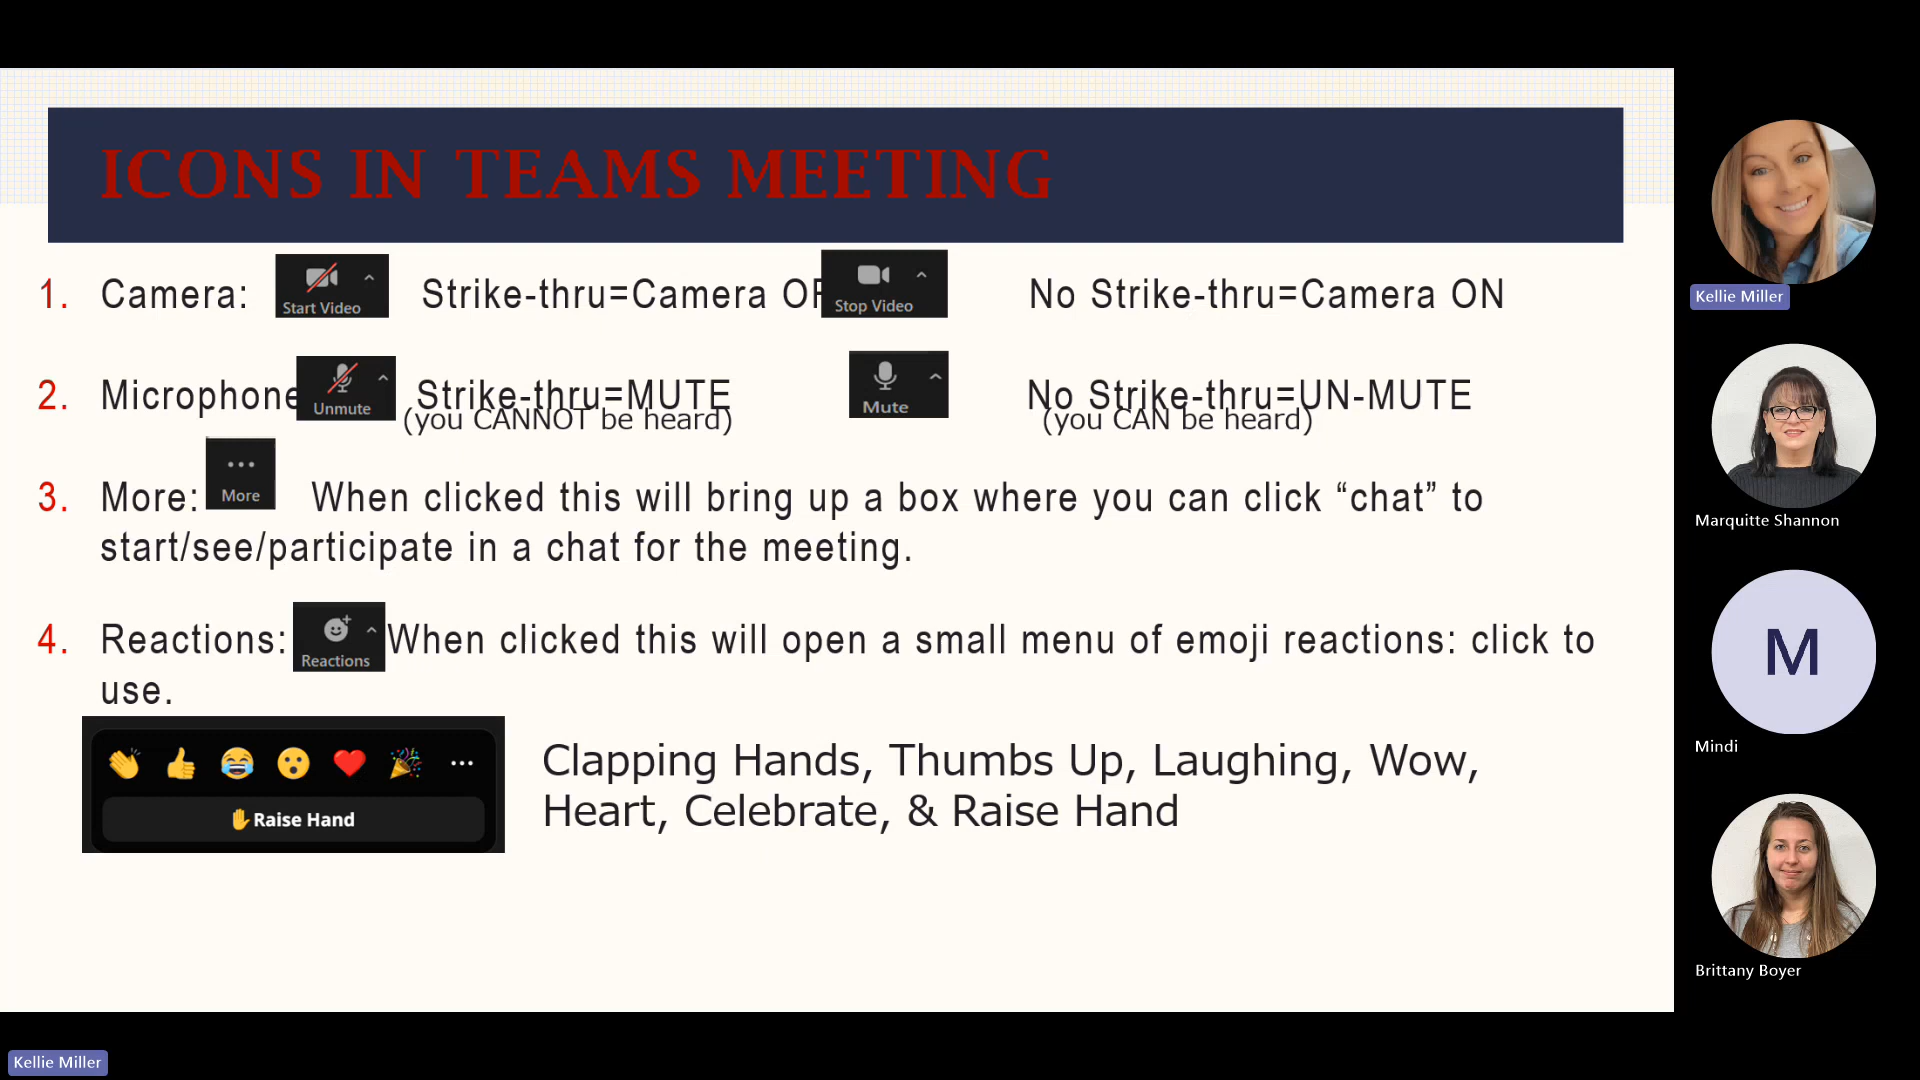 ICONS IN TEAMS MEETING
1. Camera: Start Video Strike-thru=Camera OF Stop Video No Strike-thru=Camera ON
2. Microphone Unmute Strike-thru=MUTE Mute No Strike-thru=UN-MUTE
(you CANNOT be heard) (you CAN be heard)
3. More: More When clicked this will bring up a box where you can click “chat” to
start/see/participate in a chat for the meeting.
4. Reactions: Reactions When clicked this will open a small menu of emoji reactions: click to
use.
Raise Hand
Clapping Hands, Thumbs Up, Laughing, Wow,
Heart, Celebrate, & Raise Hand
Kellie Miller
Marquitte Shannon
M
Mindi
Brittany Boyer
Kellie Miller